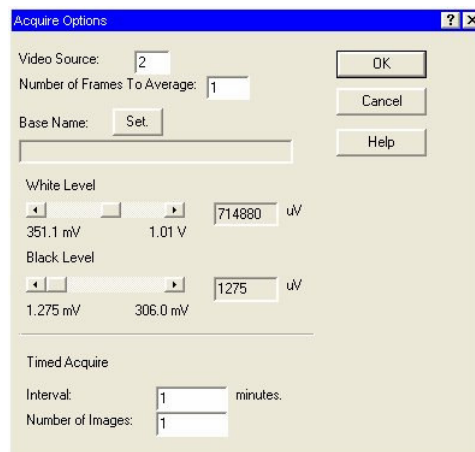 Acquire Options ? X
Video Source: 2
OK
Number of Frames To Average: 1
Cancel
Base Name: Set.
Help
White Level
714880 uV
351.1 mV 1.01 V
Black Level
1275 uV
1.275 mV 306.0 mV
Timed Acquire
Interval: 1 minutes.
Number of Images: 1